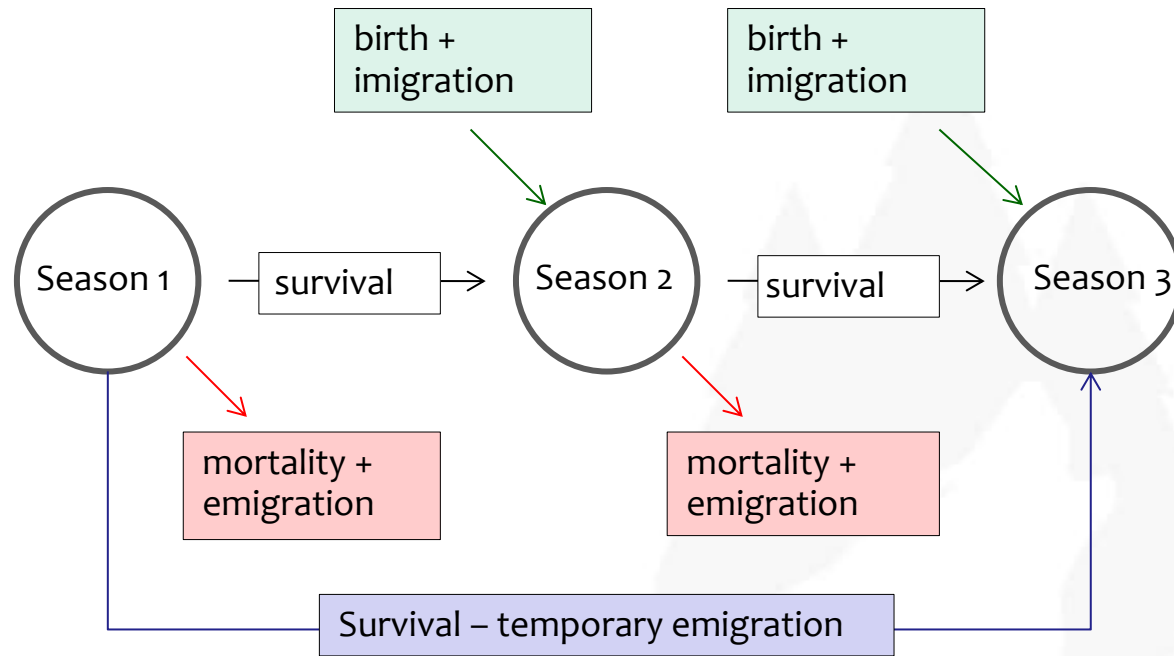 birth +
imigration
birth +
imigration
Season 1
survival
Season 2
survival
Season 3
mortality +
emigration
mortality +
emigration
Survival – temporary emigration